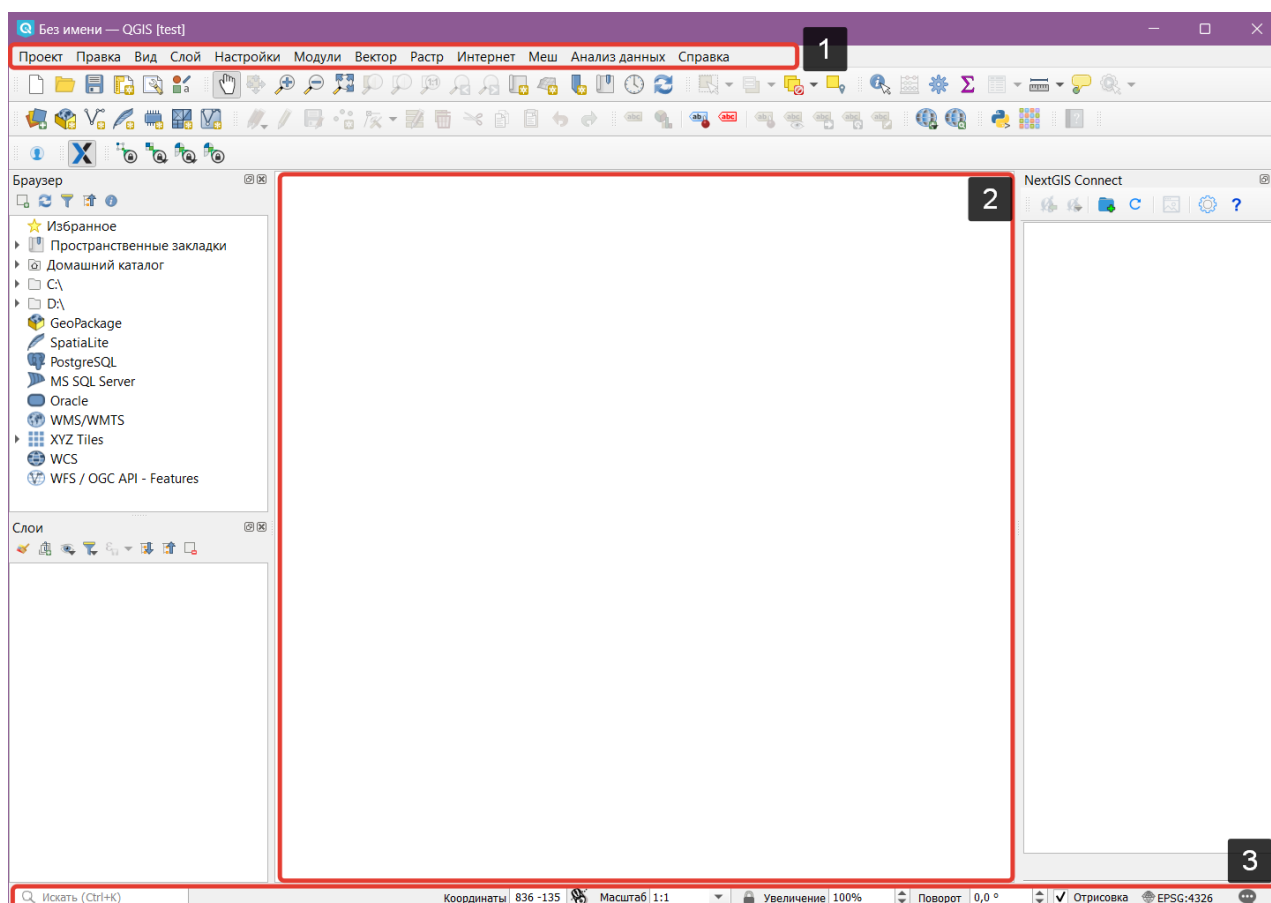 Без имени — QGIS [test]
Проект Правка Вид Слой Настройки Модули Вектор Растр Интернет Меш Анализ данных Справка
1
Браузер
Избранное
Пространственные закладки
Домашний каталог
C:\
D:\
GeoPackage
SpatiaLite
PostgreSQL
MS SQL Server
Oracle
WMS/WMTS
XYZ Tiles
WCS
WFS / OGC API - Features
Слои
2
NextGIS Connect
3
Искать (Ctrl+K) Координаты 836 -135 Масштаб 1:1 Увеличение 100% Поворот 0,0 ° Отрисовка EPSG:4326